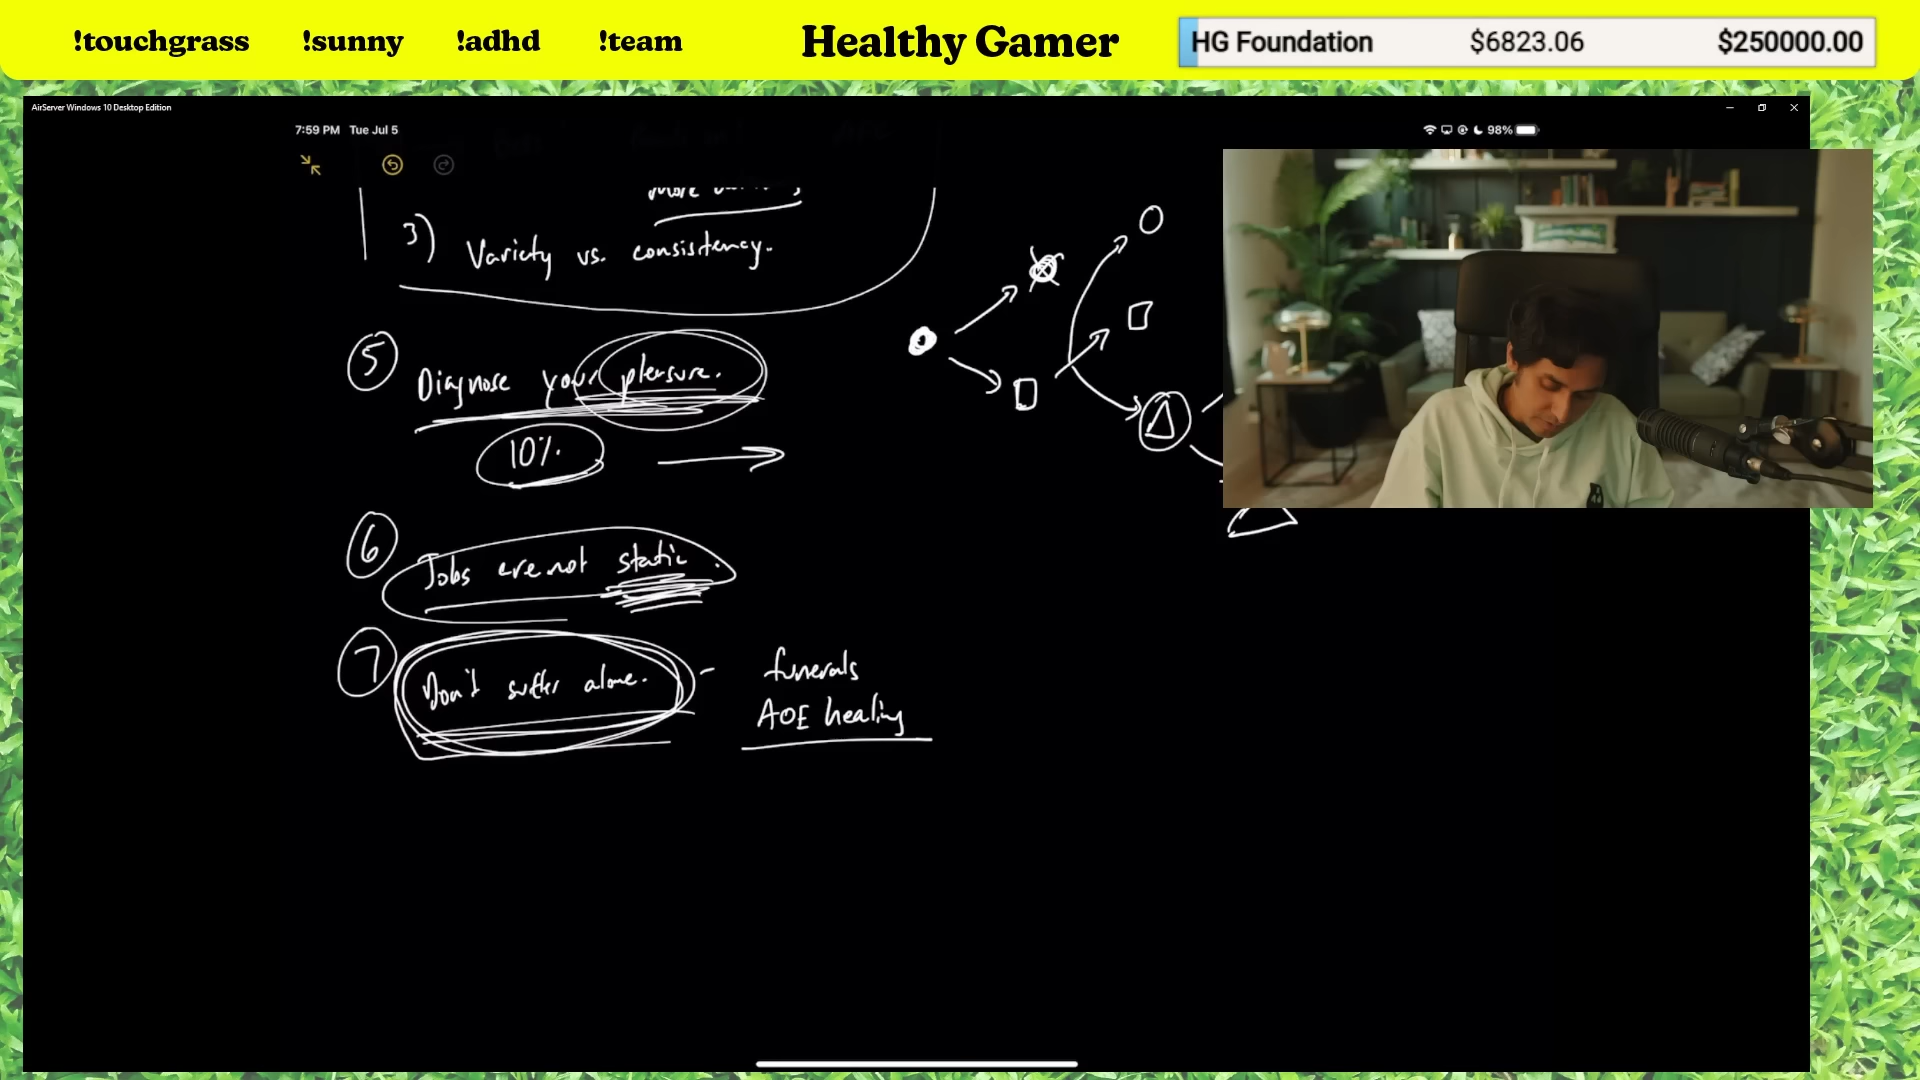 !touchgrass !sunny !adhd !team Healthy Gamer HG Foundation $6823.06 $250000.00
AirServer Windows 10 Desktop Edition
7:59 PM Tue Jul 5 98%
More
3) Variety vs. consistency.
5 Diagnose your pleasure.
10%
6 Jobs are not static.
7 Don't suffer alone. - funerals
AOE healing